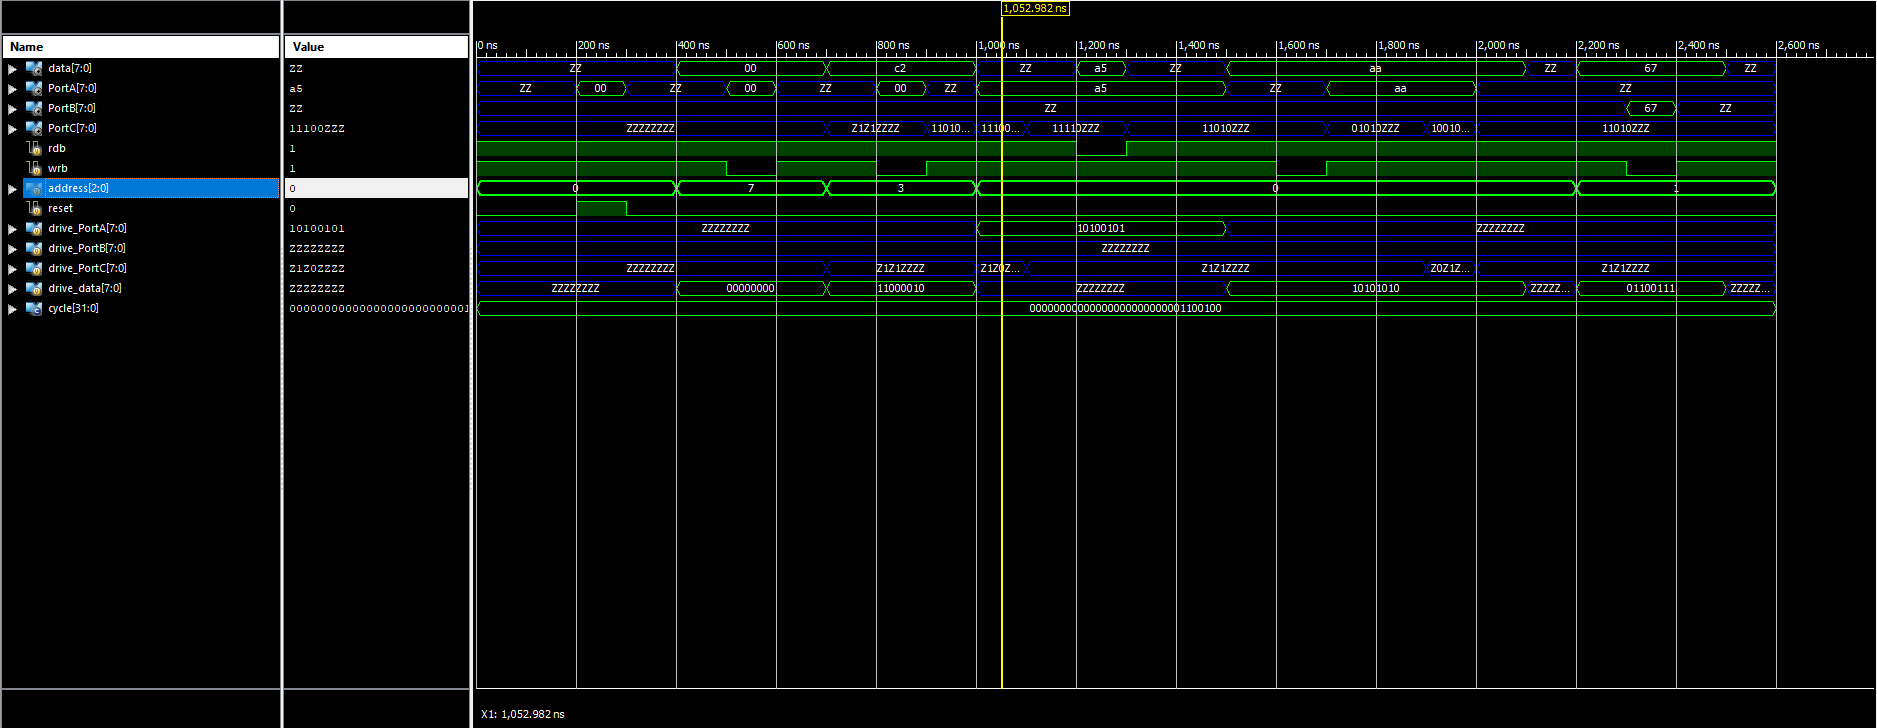 1,052.982 ns
Name Value 0 ns 200 ns 400 ns 600 ns 800 ns 1,000 ns 1,200 ns 1,400 ns 1,600 ns 1,800 ns 2,000 ns 2,200 ns 2,400 ns 2,600 ns
data[7:0] ZZ ZZ 00 c2 ZZ a5 ZZ aa ZZ 67 ZZ
PortA[7:0] a5 ZZ 00 ZZ 00 ZZ 00 ZZ a5 ZZ aa ZZ
PortB[7:0] ZZ ZZ 67 ZZ
PortC[7:0] 11100ZZZ ZZZZZZZZ Z1Z1ZZZZ 11010... 11100... 11110ZZZ 11010ZZZ 01010ZZZ 10010... 11010ZZZ
rdb 1
wrb 1
address[2:0] 0 0 7 3 0 1
reset 0
drive_PortA[7:0] 10100101 ZZZZZZZZ 10100101 ZZZZZZZZ
drive_PortB[7:0] ZZZZZZZZ ZZZZZZZZ
drive_PortC[7:0] Z1Z0ZZZZ ZZZZZZZZ Z1Z1ZZZZ Z1Z0Z... Z1Z1ZZZZ Z0Z1Z... Z1Z1ZZZZ
drive_data[7:0] ZZZZZZZZ ZZZZZZZZ 00000000 11000010 ZZZZZZZZ 10101010 ZZZZZ... 01100111 ZZZZZ...
cycle[31:0] 00000000000000000000000001 00000000000000000000000001100100
X1: 1,052.982 ns